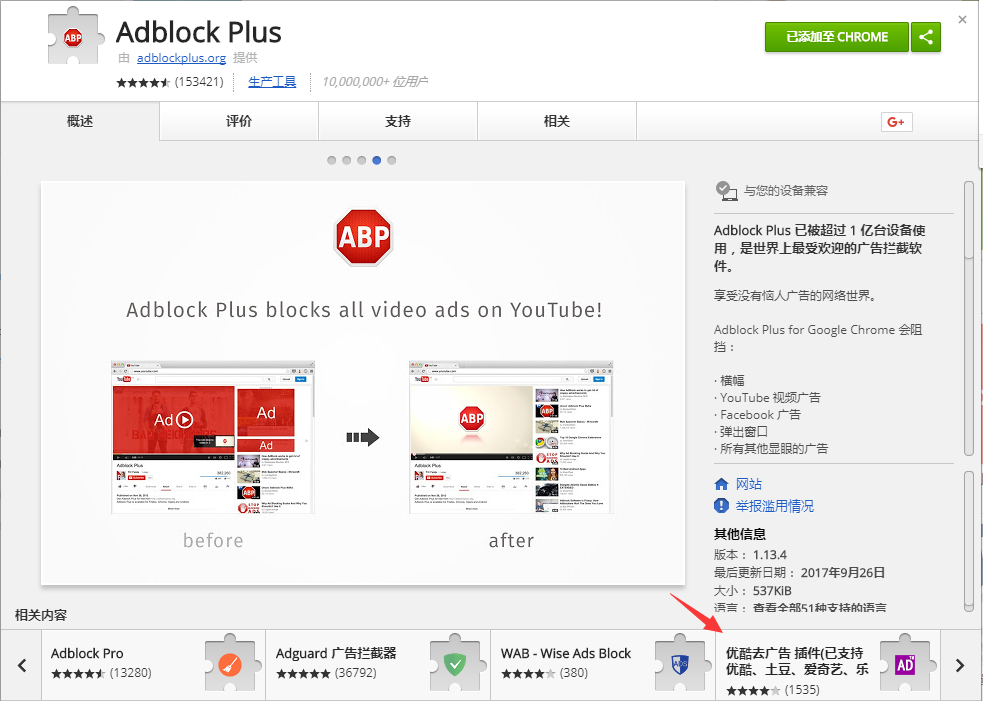 Adblock Plus
由 adblockplus.org 提供
(153421) 生产工具 10,000,000+ 位用户
已添加至 CHROME
概述 评价 支持 相关
G+
ABP
Adblock Plus blocks all video ads on YouTube!
Ad
Ad
Ad
ABP
Adblock Plus
Adblock Plus
before
after
与您的设备兼容
Adblock Plus 已被超过 1 亿台设备使
用，是世界上最受欢迎的广告拦截软
件。
享受没有恼人广告的网络世界。
Adblock Plus for Google Chrome 会阻
挡：
· 横幅
· YouTube 视频广告
· Facebook 广告
· 弹出窗口
· 所有其他显眼的广告
网站
举报滥用情况
其他信息
版本： 1.13.4
最后更新日期： 2017年9月26日
大小： 537KiB
语言： 查看全部51种支持的语言
相关内容
Adblock Pro
(13280)
Adguard 广告拦截器
(36792)
WAB - Wise Ads Block
(380)
ADS
优酷去广告 插件(已支持
优酷、土豆、爱奇艺、乐
(1535)
AD